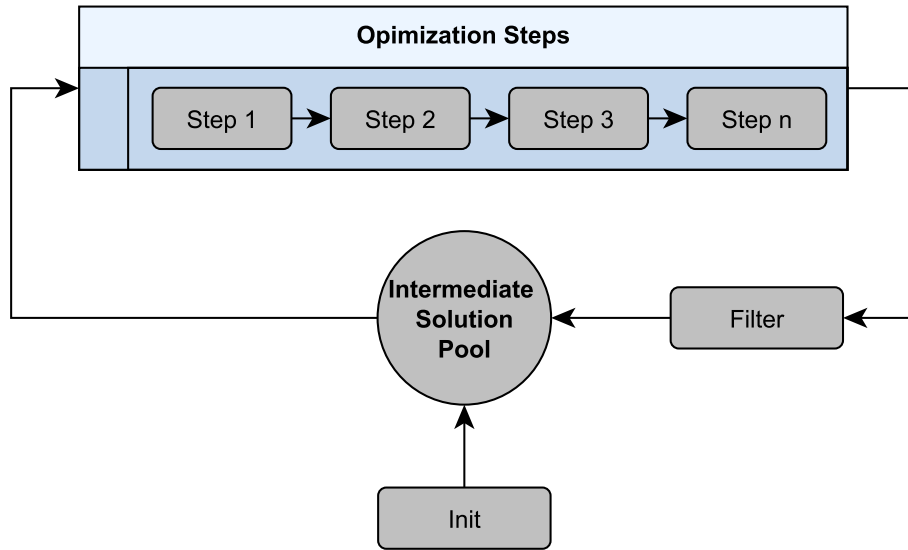 Opimization Steps
Step 1
Step 2
Step 3
Step n
Intermediate
Solution
Pool
Filter
Init